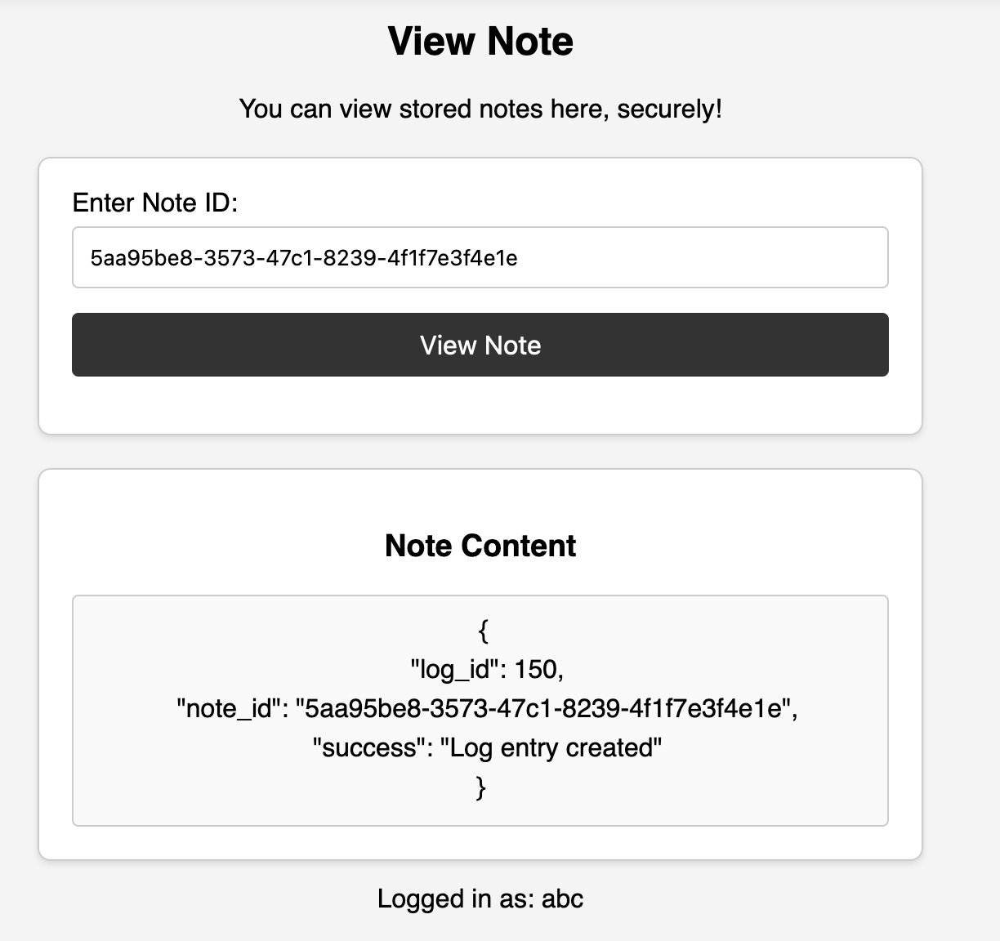 View Note
You can view stored notes here, securely!
Enter Note ID:
5aa95be8-3573-47c1-8239-4f1f7e3f4e1e
View Note
Note Content
{
"log_id": 150,
"note_id": "5aa95be8-3573-47c1-8239-4f1f7e3f4e1e",
"success": "Log entry created"
}
Logged in as: abc